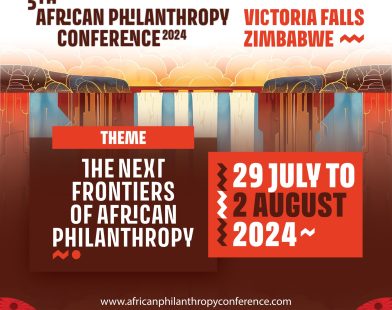 5TH
AFRICAN PHILANTHROPY
CONFERENCE 2024
VICTORIA FALLS
ZIMBABWE
THEME
THE NEXT
FRONTIERS
OF AFRICAN
PHILANTHROPY
29 JULY TO
2 AUGUST
2024
www.africanphilanthropyconference.com